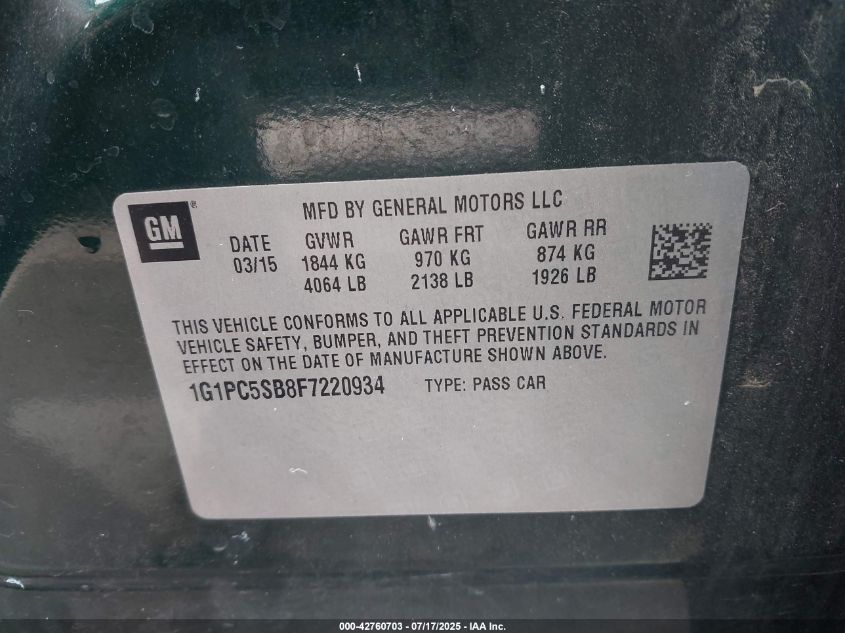 GM ®
MFD BY GENERAL MOTORS LLC
DATE GVWR GAWR FRT GAWR RR
03/15 1844 KG 970 KG 874 KG
4064 LB 2138 LB 1926 LB
THIS VEHICLE CONFORMS TO ALL APPLICABLE U.S. FEDERAL MOTOR
VEHICLE SAFETY, BUMPER, AND THEFT PREVENTION STANDARDS IN
EFFECT ON THE DATE OF MANUFACTURE SHOWN ABOVE.
1G1PC5SB8F7220934 TYPE: PASS CAR
000-42760703 - 07/17/2025 - IAA Inc.